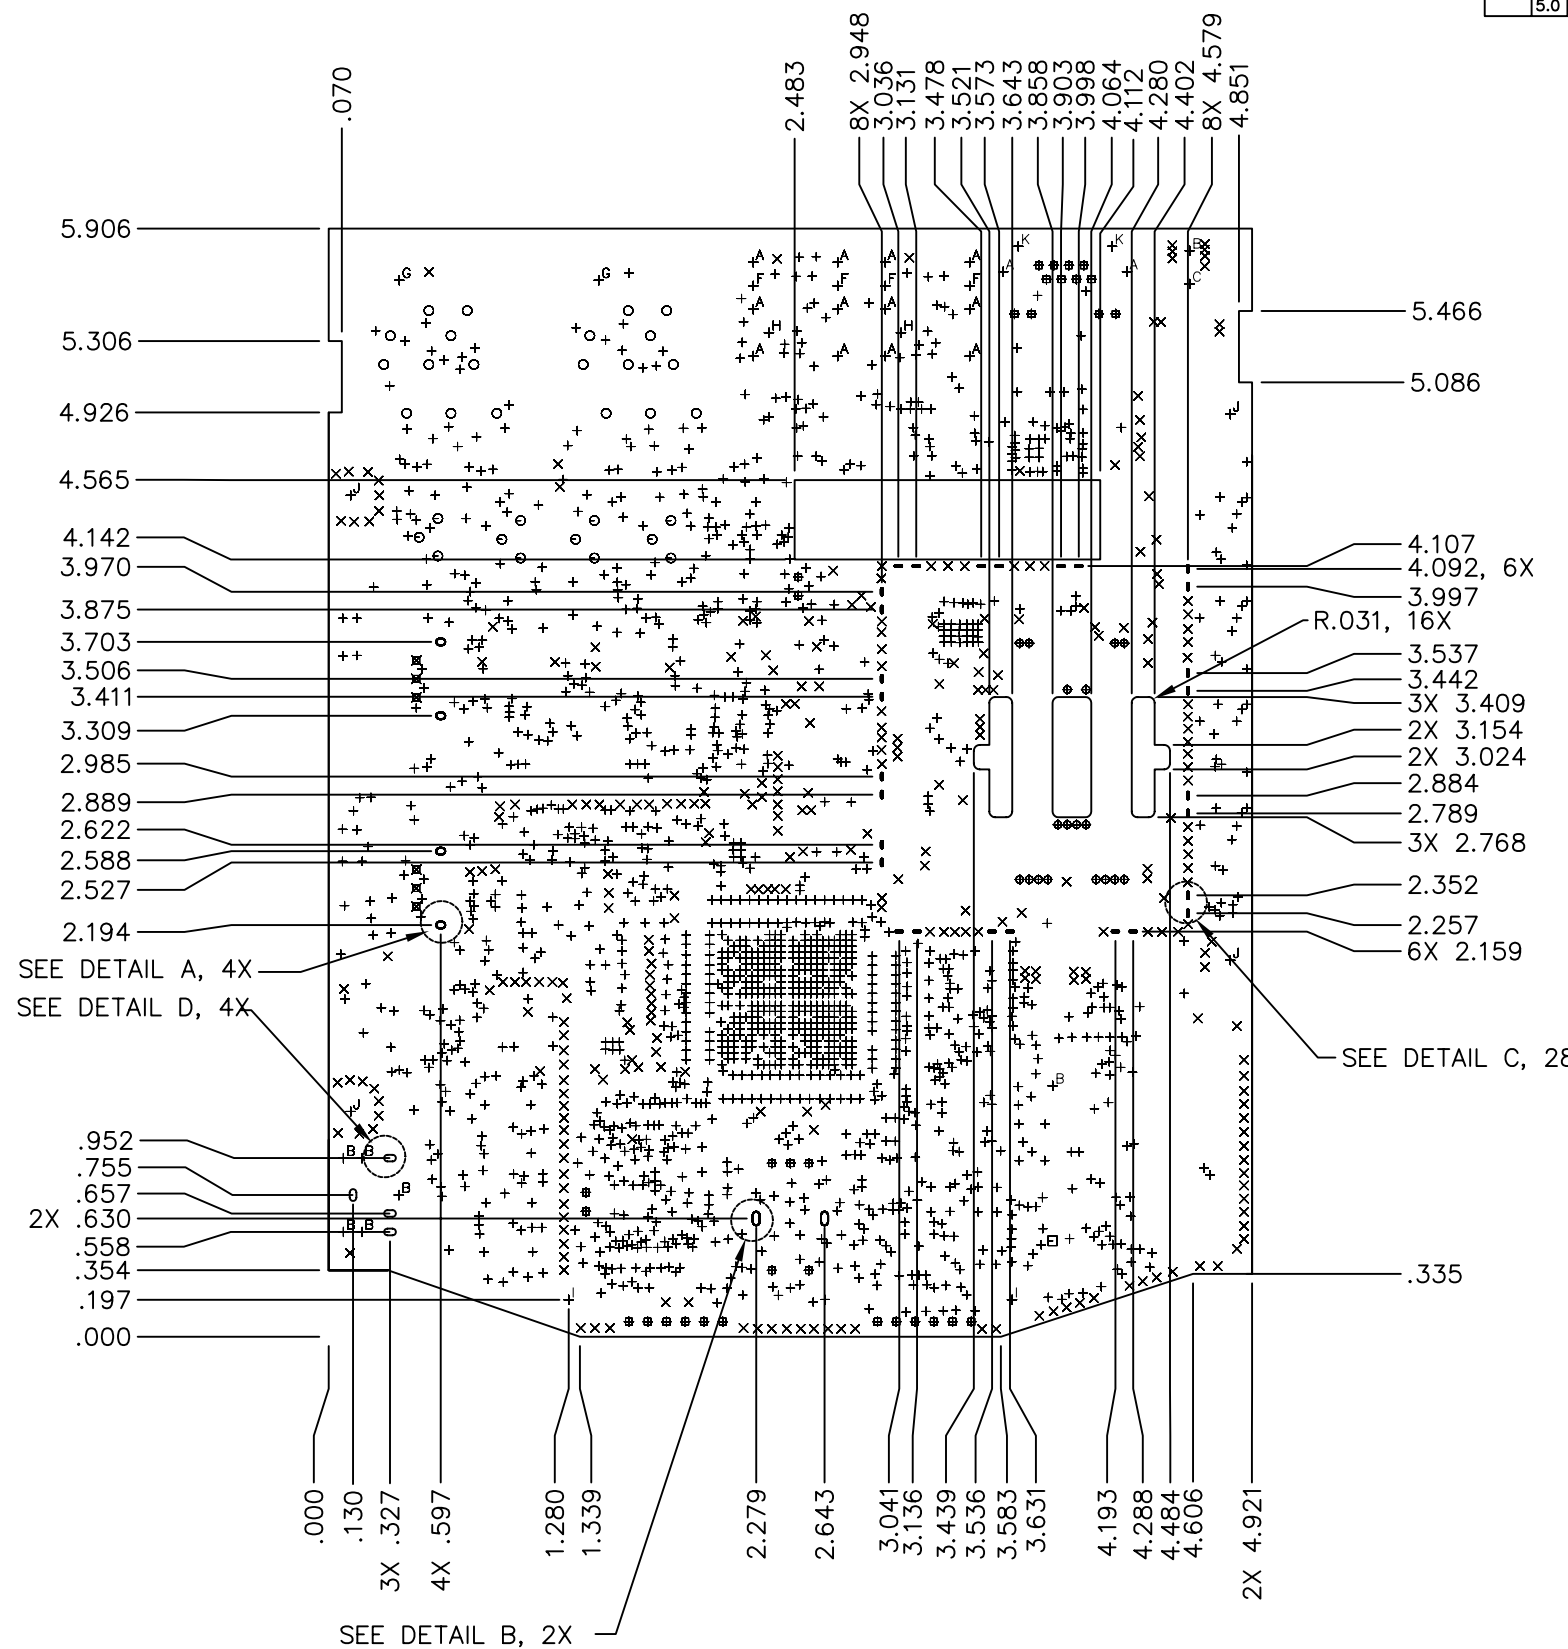 5.0
.070
2.483
8X 2.948
3.036
3.131
3.478
3.521
3.573
3.643
3.858
3.903
3.998
4.064
4.112
4.280
4.402
8X 4.579
4.851
5.906
5.306
4.926
4.565
4.142
3.970
3.875
3.703
3.506
3.411
3.309
2.985
2.889
2.622
2.588
2.527
2.194
SEE DETAIL A, 4X
SEE DETAIL D, 4X
.952
.755
.657
2X .630
.558
.354
.197
.000
5.466
5.086
4.107
4.092, 6X
3.997
R.031, 16X
3.537
3.442
3X 3.409
2X 3.154
2X 3.024
2.884
2.789
3X 2.768
2.352
2.257
6X 2.159
SEE DETAIL C, 28
.335
K
K
B
G
G
A
A
A
A
A
A
C
F
F
F
F
A
A
A
A
H
H
A
A
A
A
J
J
J
B
J
B
B
B
B
B
.000
.130
3X .327
4X .597
1.280
1.339
2.279
2.643
3.041
3.136
3.439
3.536
3.583
3.631
4.193
4.288
4.484
4.606
2X 4.921
SEE DETAIL B, 2X